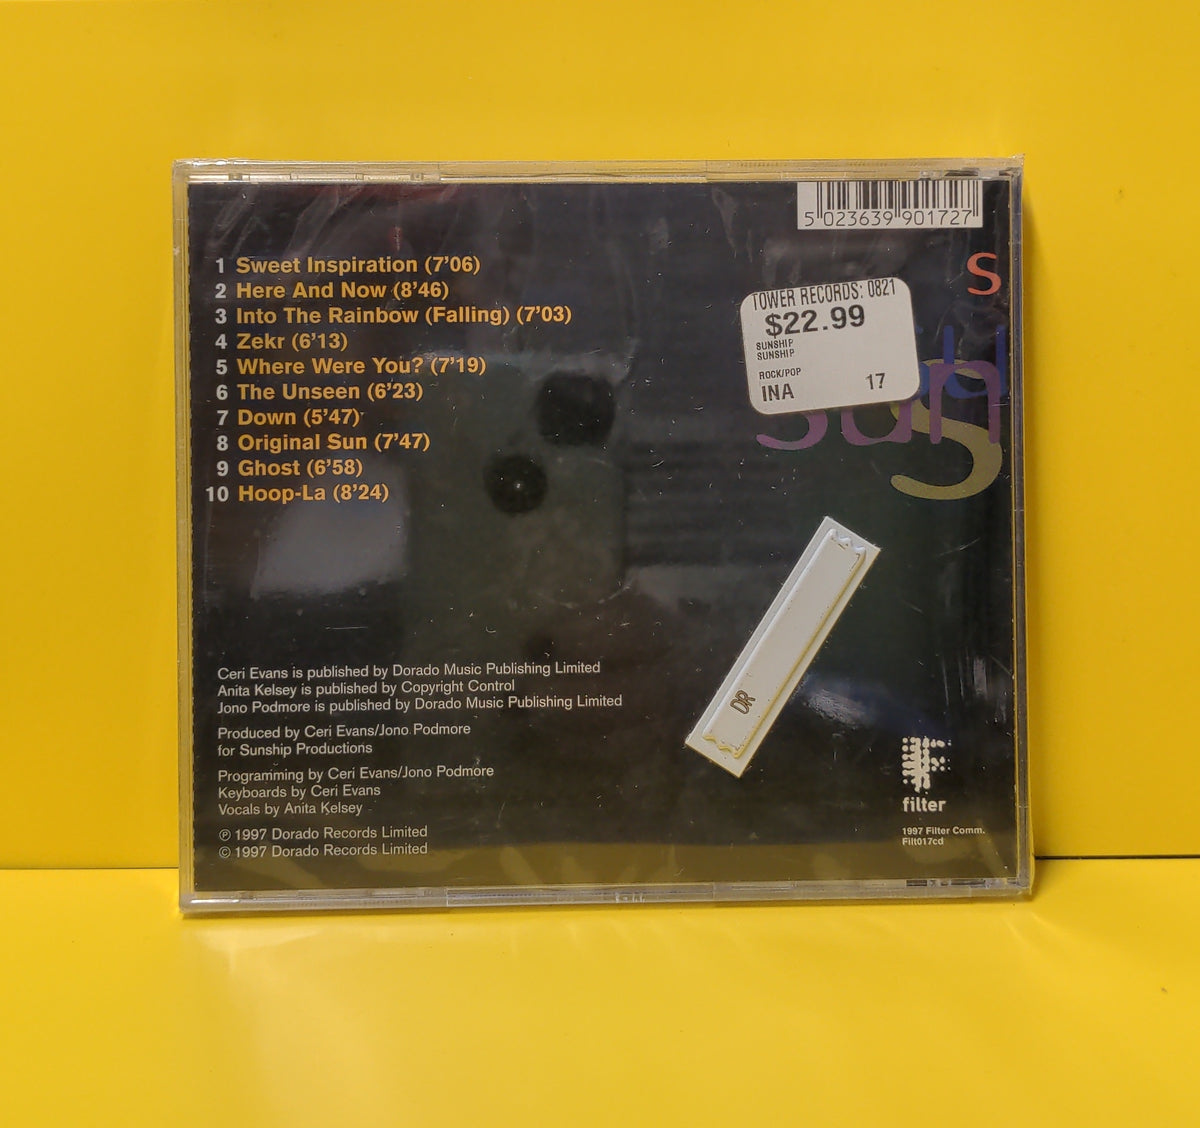 5 023639 901727
s
TOWER RECORDS: 0821
$22.99
SUNSHIP
SUNSHIP
ROCK/POP
INA 17
sun
s
1 Sweet Inspiration (7'06)
2 Here And Now (8'46)
3 Into The Rainbow (Falling) (7'03)
4 Zekr (6'13)
5 Where Were You? (7'19)
6 The Unseen (6'23)
7 Down (5'47)
8 Original Sun (7'47)
9 Ghost (6'58)
10 Hoop-La (8'24)
DR
Ceri Evans is published by Dorado Music Publishing Limited
Anita Kelsey is published by Copyright Control
Jono Podmore is published by Dorado Music Publishing Limited
Produced by Ceri Evans/Jono Podmore
for Sunship Productions
Programming by Ceri Evans/Jono Podmore
Keyboards by Ceri Evans
Vocals by Anita Kelsey
℗ 1997 Dorado Records Limited
© 1997 Dorado Records Limited
F
filter
1997 Filter Comm.
Filt017cd